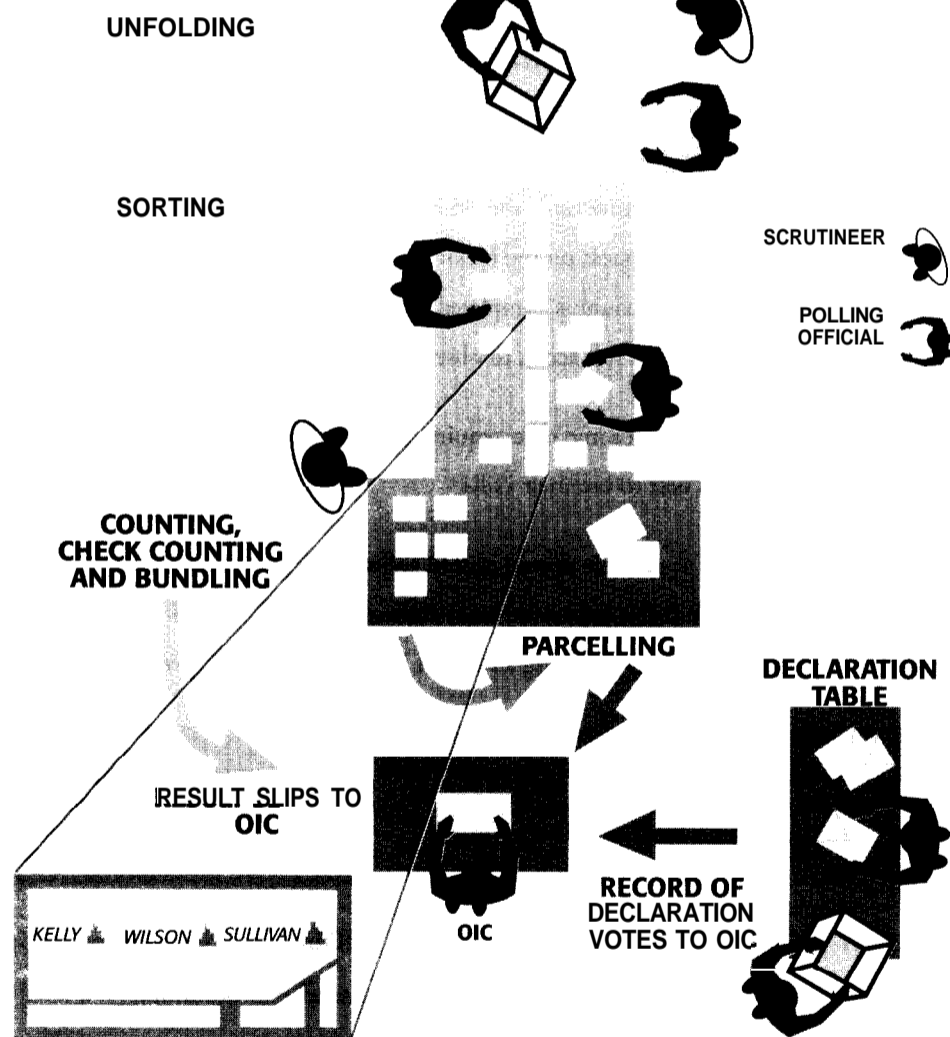 UNFOLDING
SORTING
SCRUTINEER
POLLING
OFFICIAL
COUNTING,
CHECK COUNTING
AND BUNDLING
PARCELLING
DECLARATION
TABLE
RESULT SLIPS TO
OIC
RECORD OF
DECLARATION
VOTES TO OIC
OIC
KELLY WILSON SULLIVAN